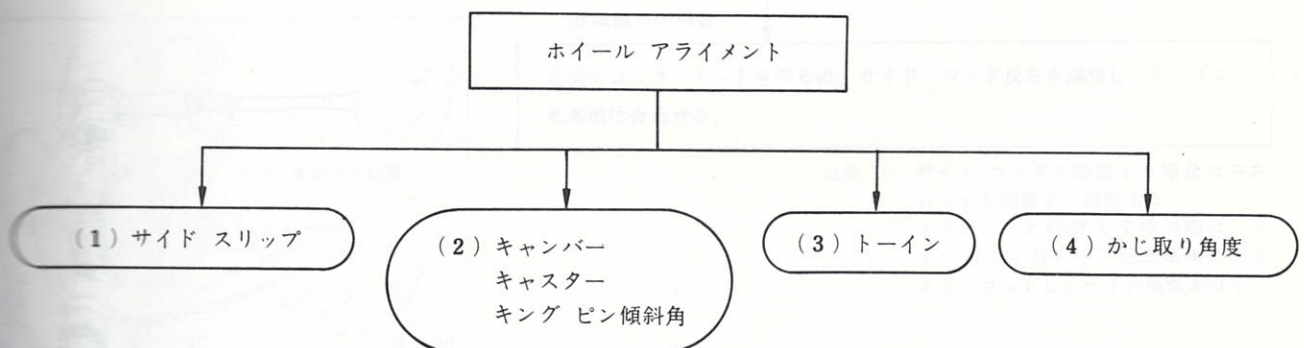 ホイール アライメント
(1)サイド スリップ
(2)キャンバー
キャスター
キング ピン傾斜角
(3)トーイン
(4)かじ取り角度